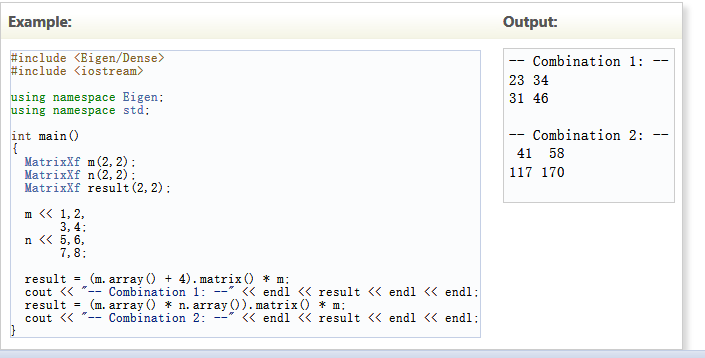 Example:
#include <Eigen/Dense>
#include <iostream>

using namespace Eigen;
using namespace std;

int main()
{
  MatrixXf m(2,2);
  MatrixXf n(2,2);
  MatrixXf result(2,2);

  m << 1,2,
       3,4;
  n << 5,6,
       7,8;

  result = (m.array() + 4).matrix() * m;
  cout << "-- Combination 1: --" << endl << result << endl << endl;
  result = (m.array() * n.array()).matrix() * m;
  cout << "-- Combination 2: --" << endl << result << endl << endl;
}
Output:
-- Combination 1: --
23 34
31 46

-- Combination 2: --
 41  58
117 170